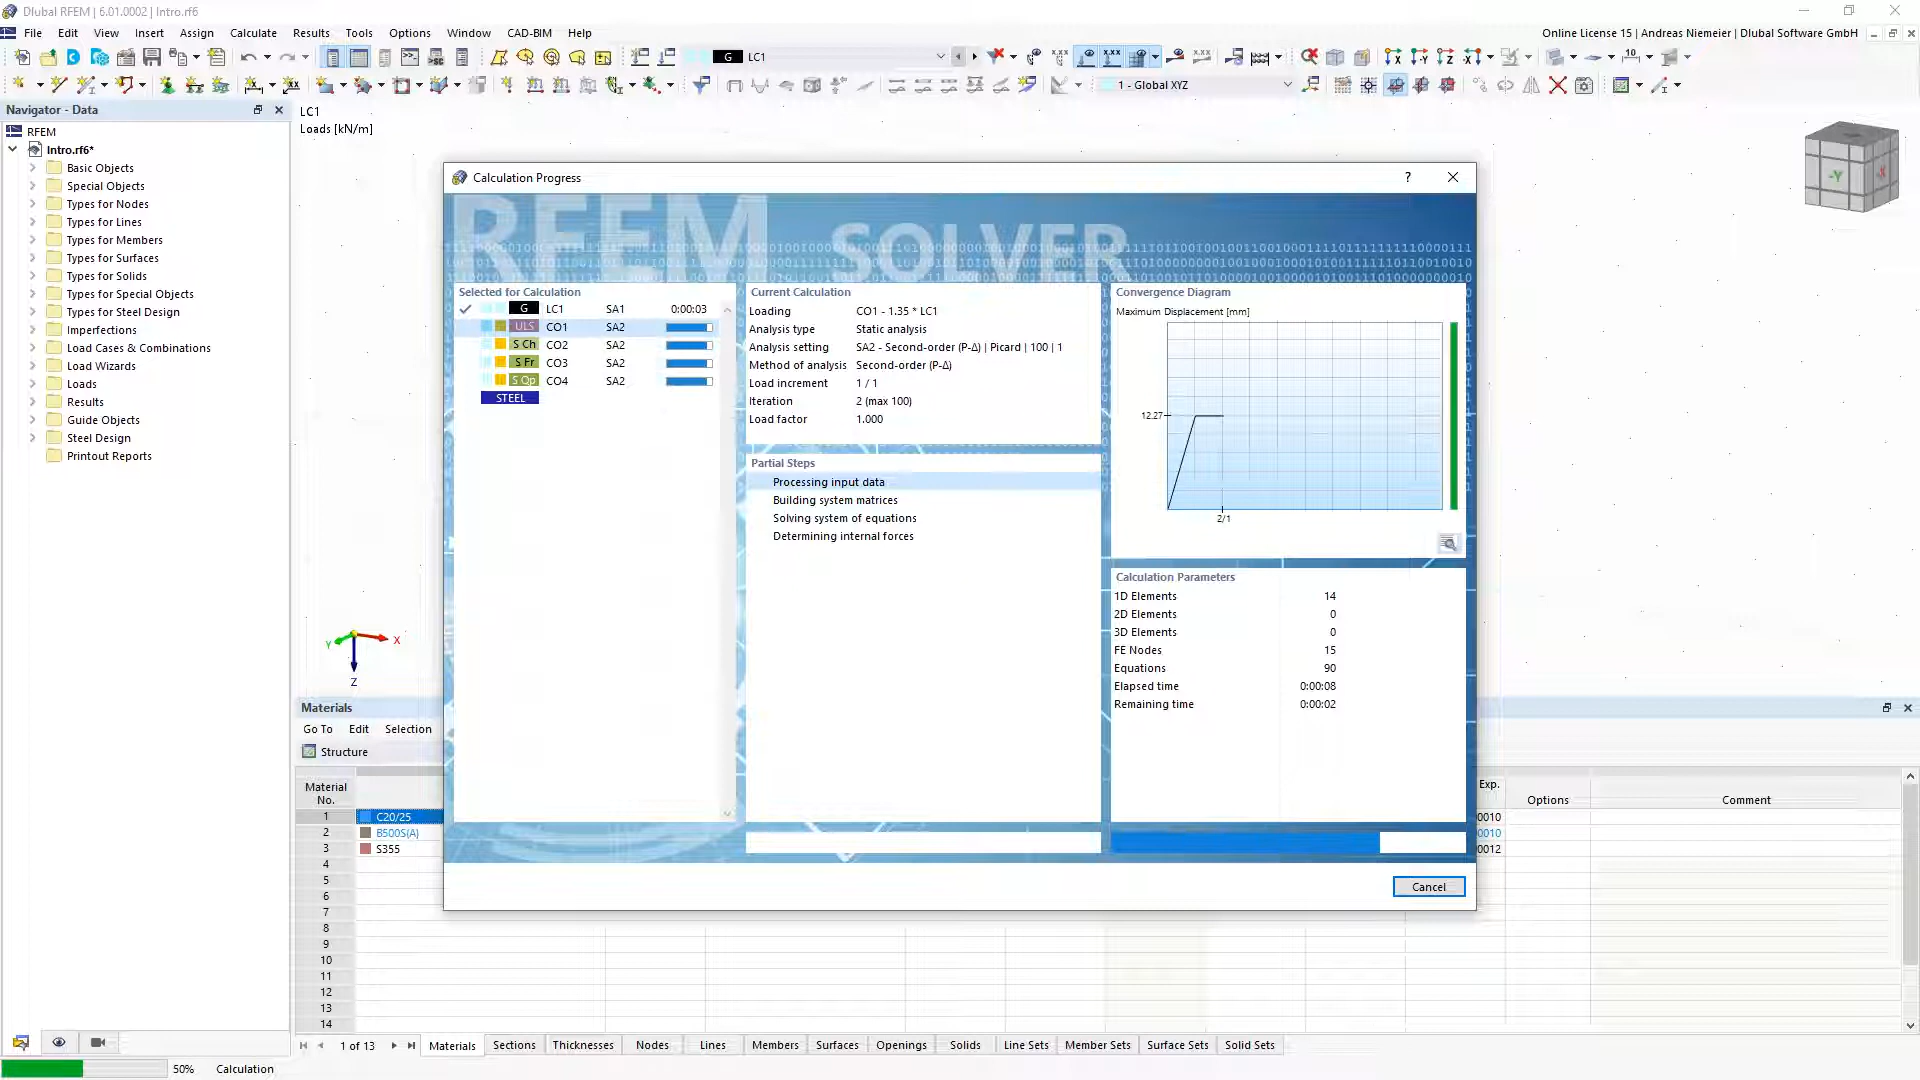 Dlubal RFEM | 6.01.0002 | Intro.rf6
File Edit View Insert Assign Calculate Results Tools Options Window CAD-BIM Help
Online License 15 | Andreas Niemeier | Dlubal Software GmbH
G LC1
1 - Global XYZ
Navigator - Data
RFEM
Intro.rf6*
Basic Objects
Special Objects
Types for Nodes
Types for Lines
Types for Members
Types for Surfaces
Types for Solids
Types for Special Objects
Types for Steel Design
Imperfections
Load Cases & Combinations
Load Wizards
Loads
Results
Guide Objects
Steel Design
Printout Reports
LC1
Loads [kN/m]
-Y
-X
X
Y
Z
Calculation Progress
?
RFEM SOLVER
Selected for Calculation
G LC1 SA1 0:00:03
ULS CO1 SA2
S Ch CO2 SA2
S Fr CO3 SA2
S Qp CO4 SA2
STEEL
Current Calculation
Loading CO1 - 1.35 * LC1
Analysis type Static analysis
Analysis setting SA2 - Second-order (P-Δ) | Picard | 100 | 1
Method of analysis Second-order (P-Δ)
Load increment 1 / 1
Iteration 2 (max 100)
Load factor 1.000
Partial Steps
Processing input data
Building system matrices
Solving system of equations
Determining internal forces
Convergence Diagram
Maximum Displacement [mm]
12.27
2/1
Calculation Parameters
1D Elements 14
2D Elements 0
3D Elements 0
FE Nodes 15
Equations 90
Elapsed time 0:00:08
Remaining time 0:00:02
Cancel
Materials
Go To Edit Selection
Structure
Material
No.
Exp.
Options
Comment
1 C20/25 0010
2 B500S(A) 0010
3 S355 0012
4
5
6
7
8
9
10
11
12
13
14
1 of 13
Materials Sections Thicknesses Nodes Lines Members Surfaces Openings Solids Line Sets Member Sets Surface Sets Solid Sets
50% Calculation